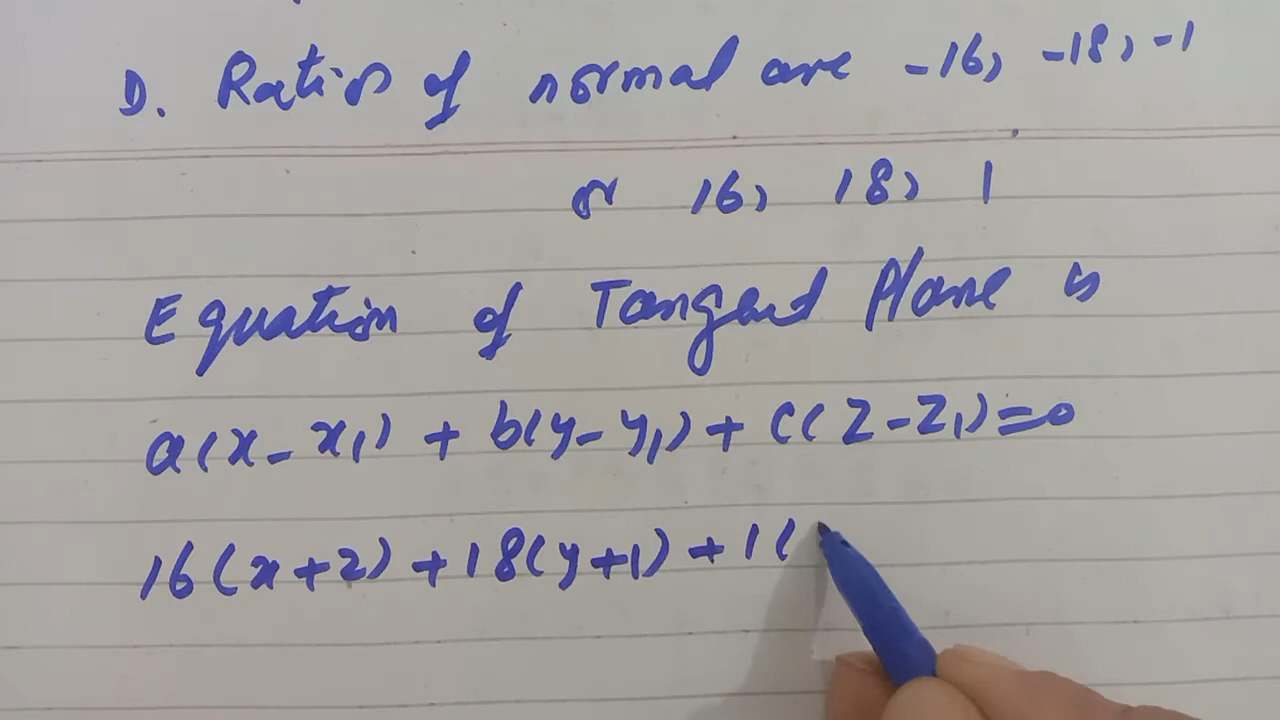 D. Ratios of normal are -16, -18, -1
or 16, 18, 1
Equation of Tangent Plane is
a(x-x₁) + b(y-y₁) + c(z-z₁)=0
16(x+2) +18(y+1) +1(